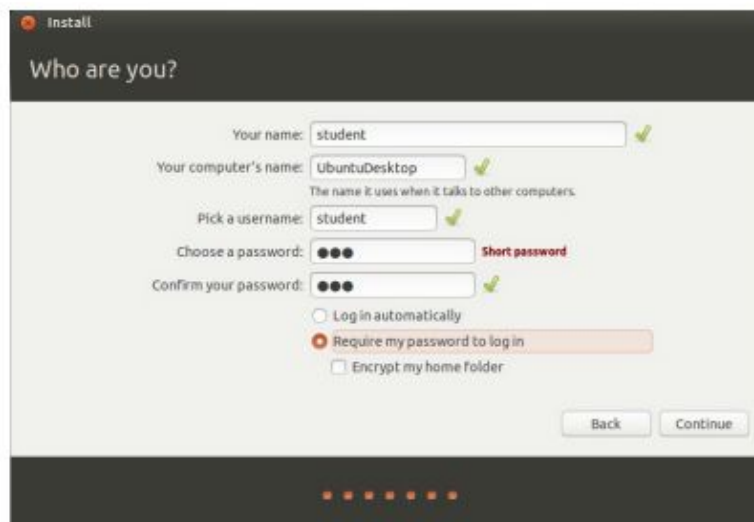 Install
Who are you?
Your name: student
Your computer's name: UbuntuDesktop
The name it uses when it talks to other computers.
Pick a username: student
Choose a password: ●●● Short password
Confirm your password: ●●●
Log in automatically
Require my password to log in
Encrypt my home folder
Back Continue